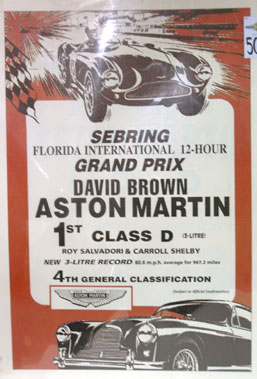 50
SEBRING
FLORIDA INTERNATIONAL 12-HOUR
GRAND PRIX
DAVID BROWN
ASTON MARTIN
1ST CLASS D (3-LITRE)
ROY SALVADORI & CARROLL SHELBY
NEW 3-LITRE RECORD 80.6 m.p.h. average for 967.2 miles
4TH GENERAL CLASSIFICATION
ASTON MARTIN
(Subject to Official Confirmation)